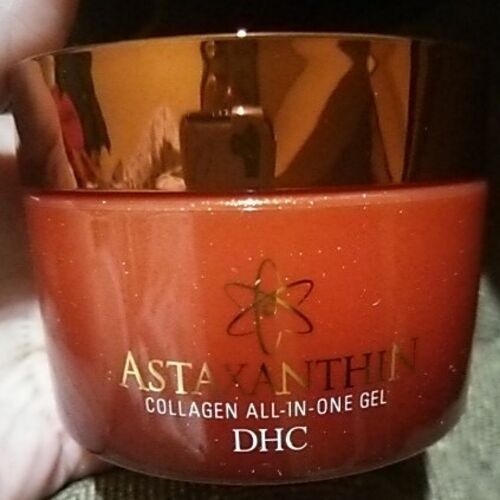 ASTAXANTHIN
COLLAGEN ALL-IN-ONE GEL
DHC